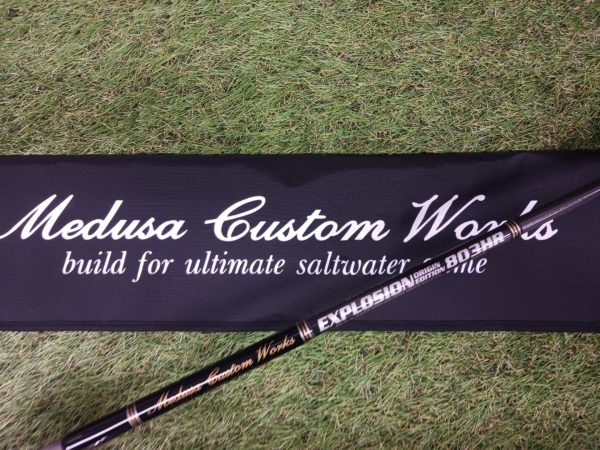 Medusa Custom Works
build for ultimate saltwater
Medusa Custom Works
EXPLOSION ORIGIN EDITION 803HR